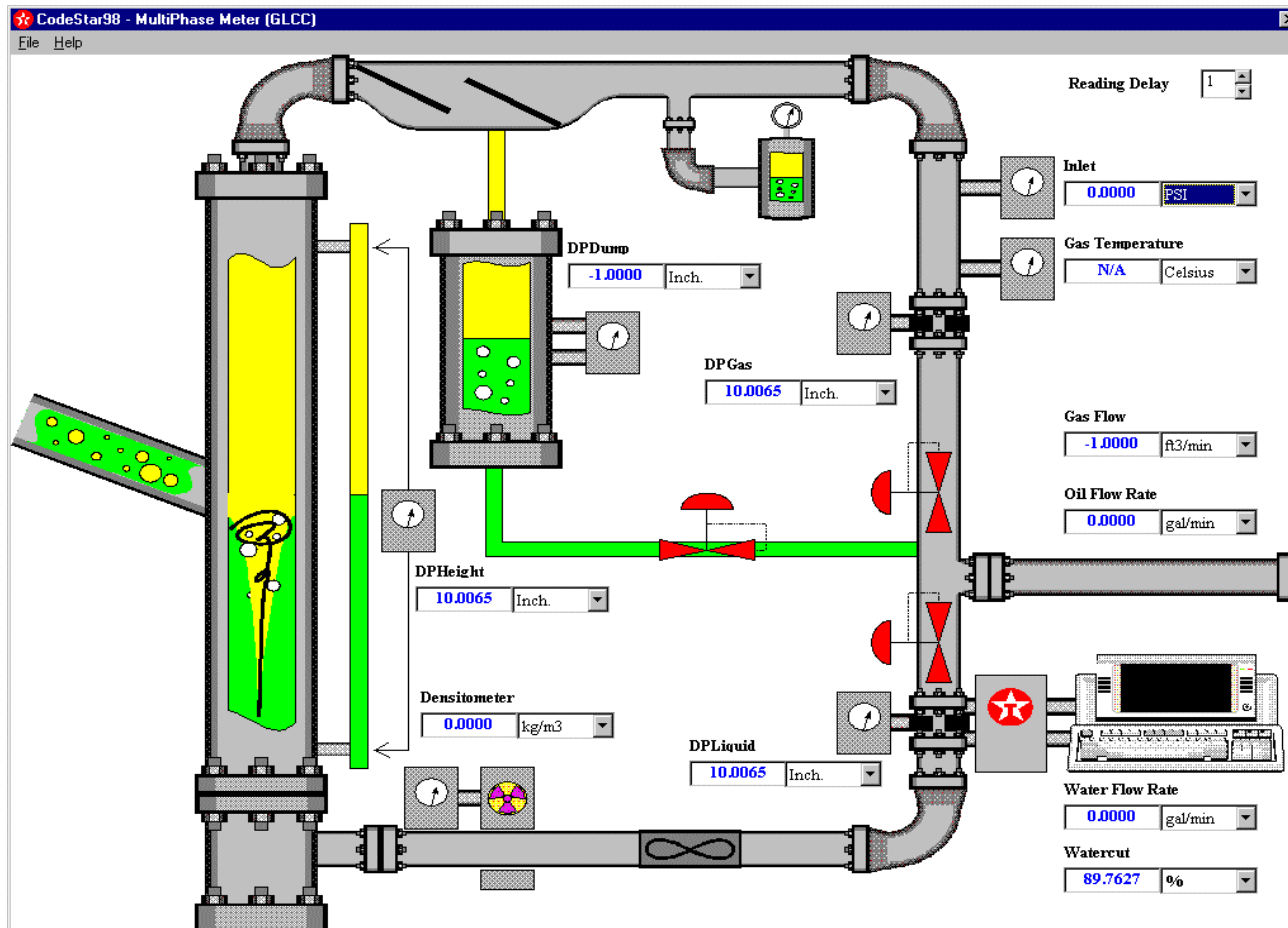 CodeStar98 - MultiPhase Meter (GLCC)
File Help
Reading Delay 1
Inlet
0.0000 PSI
Gas Temperature
N/A Celsius
DPDump
-1.0000 Inch.
DPGas
10.0065 Inch.
Gas Flow
-1.0000 ft3/min
Oil Flow Rate
0.0000 gal/min
DPHeight
10.0065 Inch.
Densitometer
0.0000 kg/m3
DPLiquid
10.0065 Inch.
Water Flow Rate
0.0000 gal/min
Watercut
89.7627 %